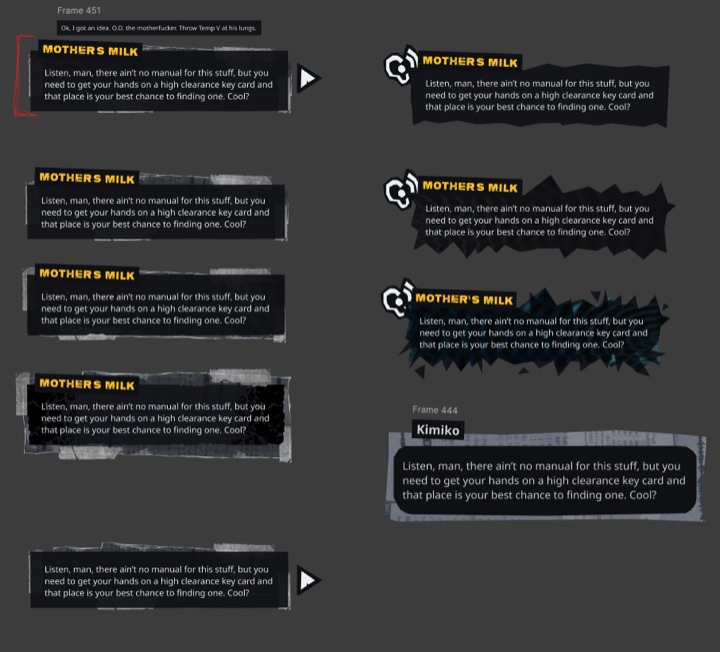 Frame 451
Ok, I got an idea. O.D. the motherfucker. Throw Temp V at his lungs.
MOTHERS MILK
Listen, man, there ain't no manual for this stuff, but you
need to get your hands on a high clearance key card and
that place is your best chance to finding one. Cool?
MOTHERS MILK
Listen, man, there ain't no manual for this stuff, but you
need to get your hands on a high clearance key card and
that place is your best chance to finding one. Cool?
MOTHERS MILK
Listen, man, there ain't no manual for this stuff, but you
need to get your hands on a high clearance key card and
that place is your best chance to finding one. Cool?
MOTHERS MILK
Listen, man, there ain't no manual for this stuff, but you
need to get your hands on a high clearance key card and
that place is your best chance to finding one. Cool?
Listen, man, there ain't no manual for this stuff, but you
need to get your hands on a high clearance key card and
that place is your best chance to finding one. Cool?
MOTHERS MILK
Listen, man, there ain't no manual for this stuff, but you
need to get your hands on a high clearance key card and
that place is your best chance to finding one. Cool?
MOTHERS MILK
Listen, man, there ain't no manual for this stuff, but you
need to get your hands on a high clearance key card and
that place is your best chance to finding one. Cool?
MOTHER'S MILK
Listen, man, there ain't no manual for this stuff, but you
need to get your hands on a high clearance key card and
that place is your best chance to finding one. Cool?
Frame 444
Kimiko
Listen, man, there ain't no manual for this stuff, but you
need to get your hands on a high clearance key card and
that place is your best chance to finding one. Cool?